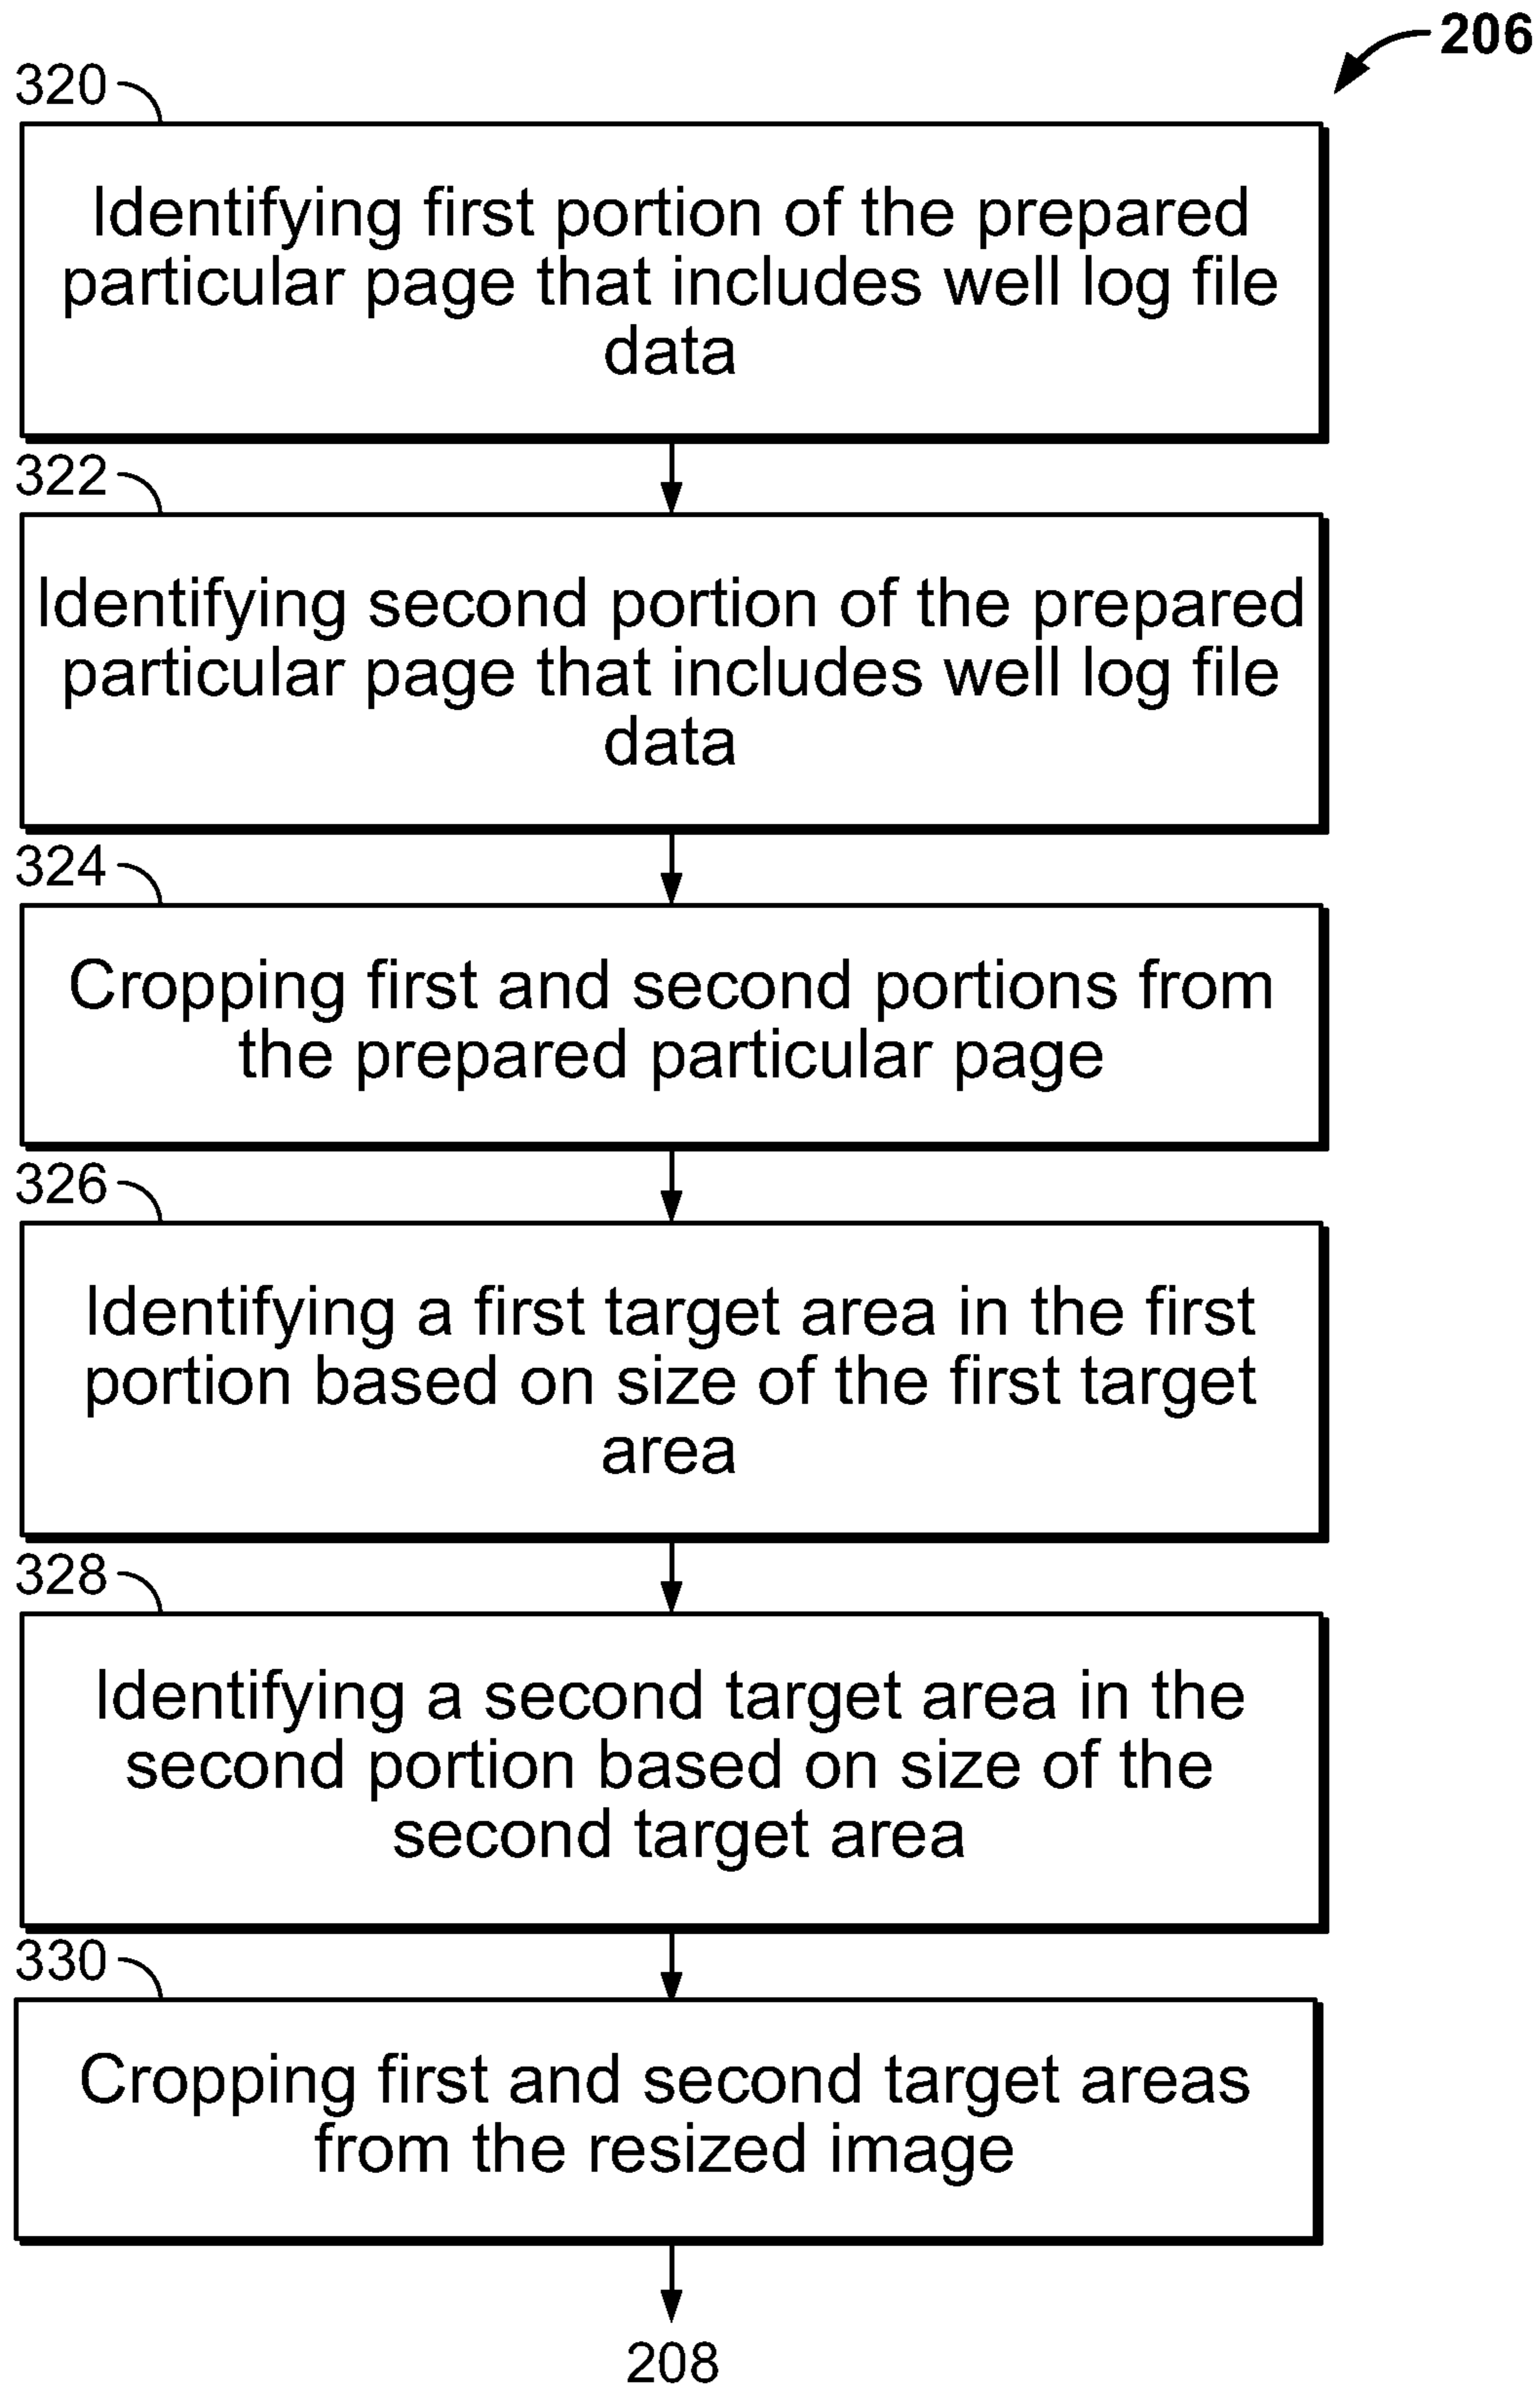 206
320
Identifying first portion of the prepared
particular page that includes well log file
data
322
Identifying second portion of the prepared
particular page that includes well log file
data
324
Cropping first and second portions from
the prepared particular page
326
Identifying a first target area in the first
portion based on size of the first target
area
328
Identifying a second target area in the
second portion based on size of the
second target area
330
Cropping first and second target areas
from the resized image
208